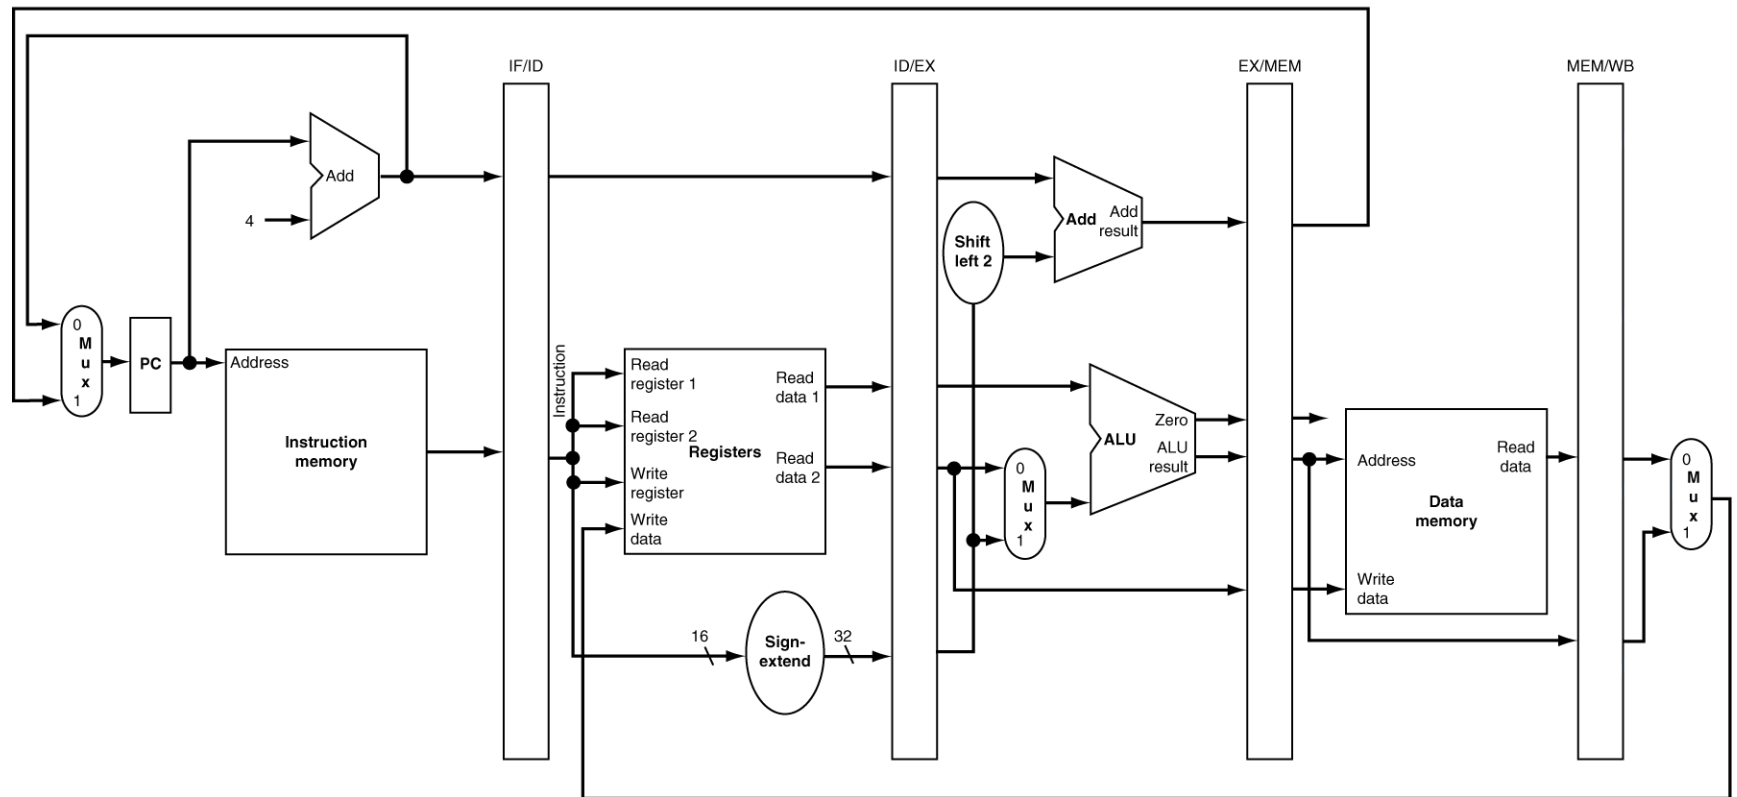 IF/ID
ID/EX
EX/MEM
MEM/WB
Add
4
Add
Add
result
Shift
left 2
0
M
u
x
1
PC
Address
Instruction
memory
Instruction
Read
register 1
Read
register 2
Write
register
Write
data
Registers
Read
data 1
Read
data 2
16
Sign-
extend
32
0
M
u
x
1
Zero
ALU
ALU
result
Address
Read
data
Data
memory
Write
data
0
M
u
x
1